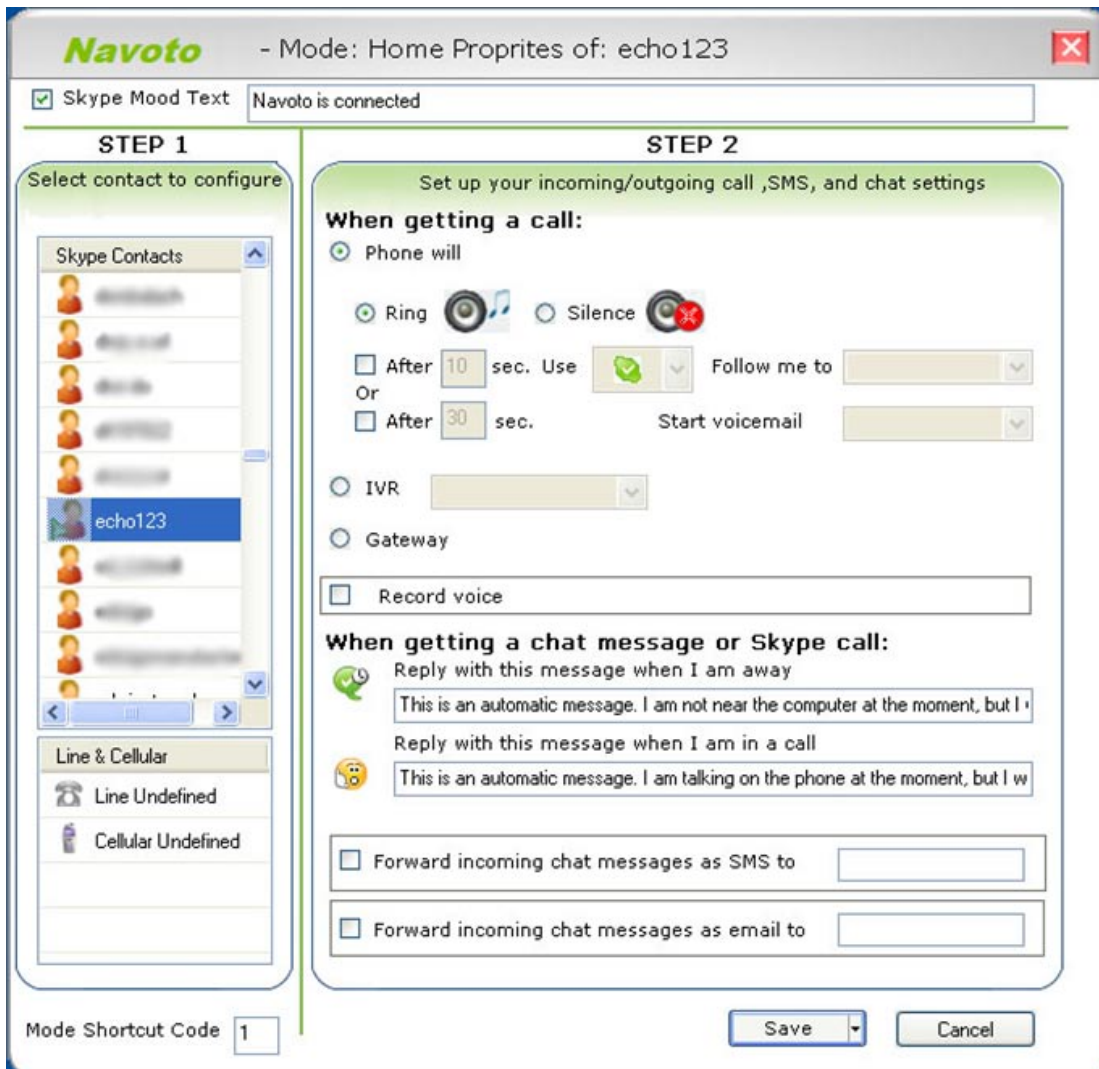 Navoto - Mode: Home Proprites of: echo123
Skype Mood Text Navoto is connected
STEP 1
Select contact to configure
Skype Contacts
echo123
Line & Cellular
Line Undefined
Cellular Undefined
Mode Shortcut Code 1
STEP 2
Set up your incoming/outgoing call ,SMS, and chat settings
When getting a call:
Phone will
Ring Silence
After 10 sec. Use Follow me to
Or
After 30 sec. Start voicemail
IVR
Gateway
Record voice
When getting a chat message or Skype call:
Reply with this message when I am away
This is an automatic message. I am not near the computer at the moment, but I
Reply with this message when I am in a call
This is an automatic message. I am talking on the phone at the moment, but I w
Forward incoming chat messages as SMS to
Forward incoming chat messages as email to
Save Cancel